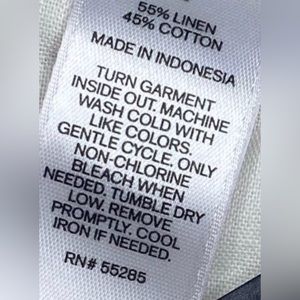 55% LINEN
45% COTTON
MADE IN INDONESIA
TURN GARMENT
INSIDE OUT. MACHINE
WASH COLD WITH
LIKE COLORS.
GENTLE CYCLE. ONLY
NON-CHLORINE
BLEACH WHEN
NEEDED. TUMBLE DRY
LOW. REMOVE
PROMPTLY. COOL
IRON IF NEEDED.
RN# 55285